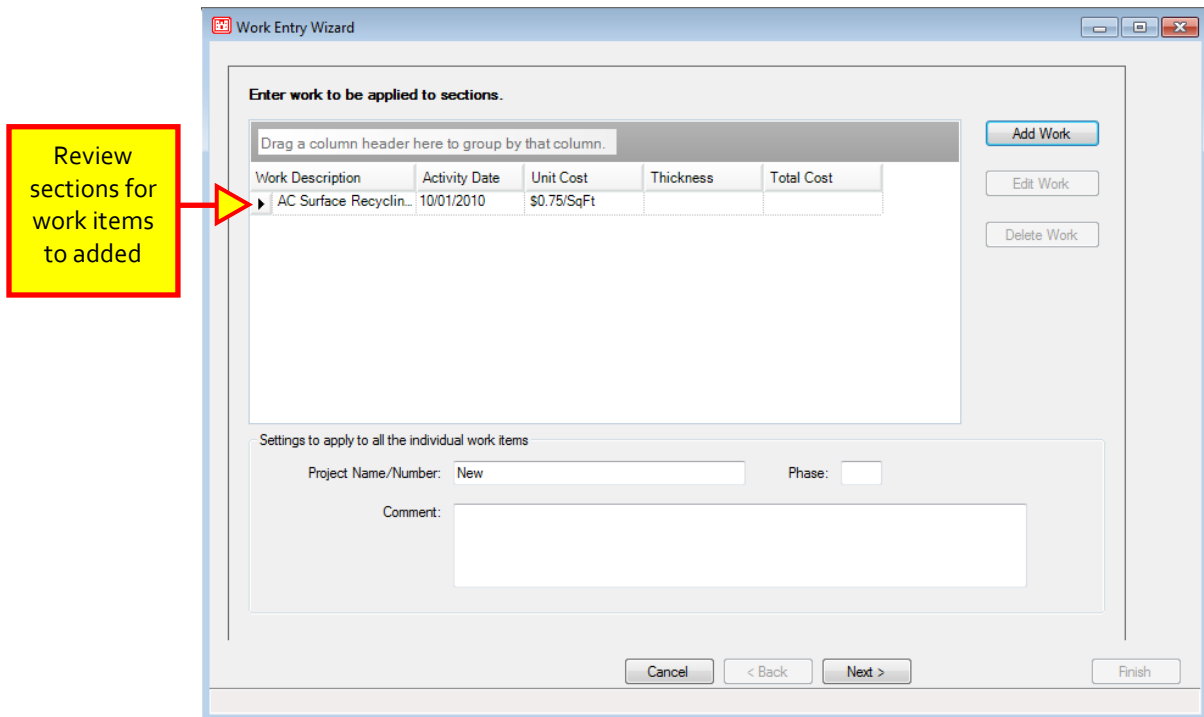 Work Entry Wizard
Enter work to be applied to sections.
Drag a column header here to group by that column.
Add Work
Review
sections for
work items
to added
Work Description Activity Date Unit Cost Thickness Total Cost
Edit Work
AC Surface Recyclin... 10/01/2010 $0.75/SqFt
Delete Work
Settings to apply to all the individual work items
Project Name/Number: New Phase:
Comment:
Cancel < Back Next > Finish